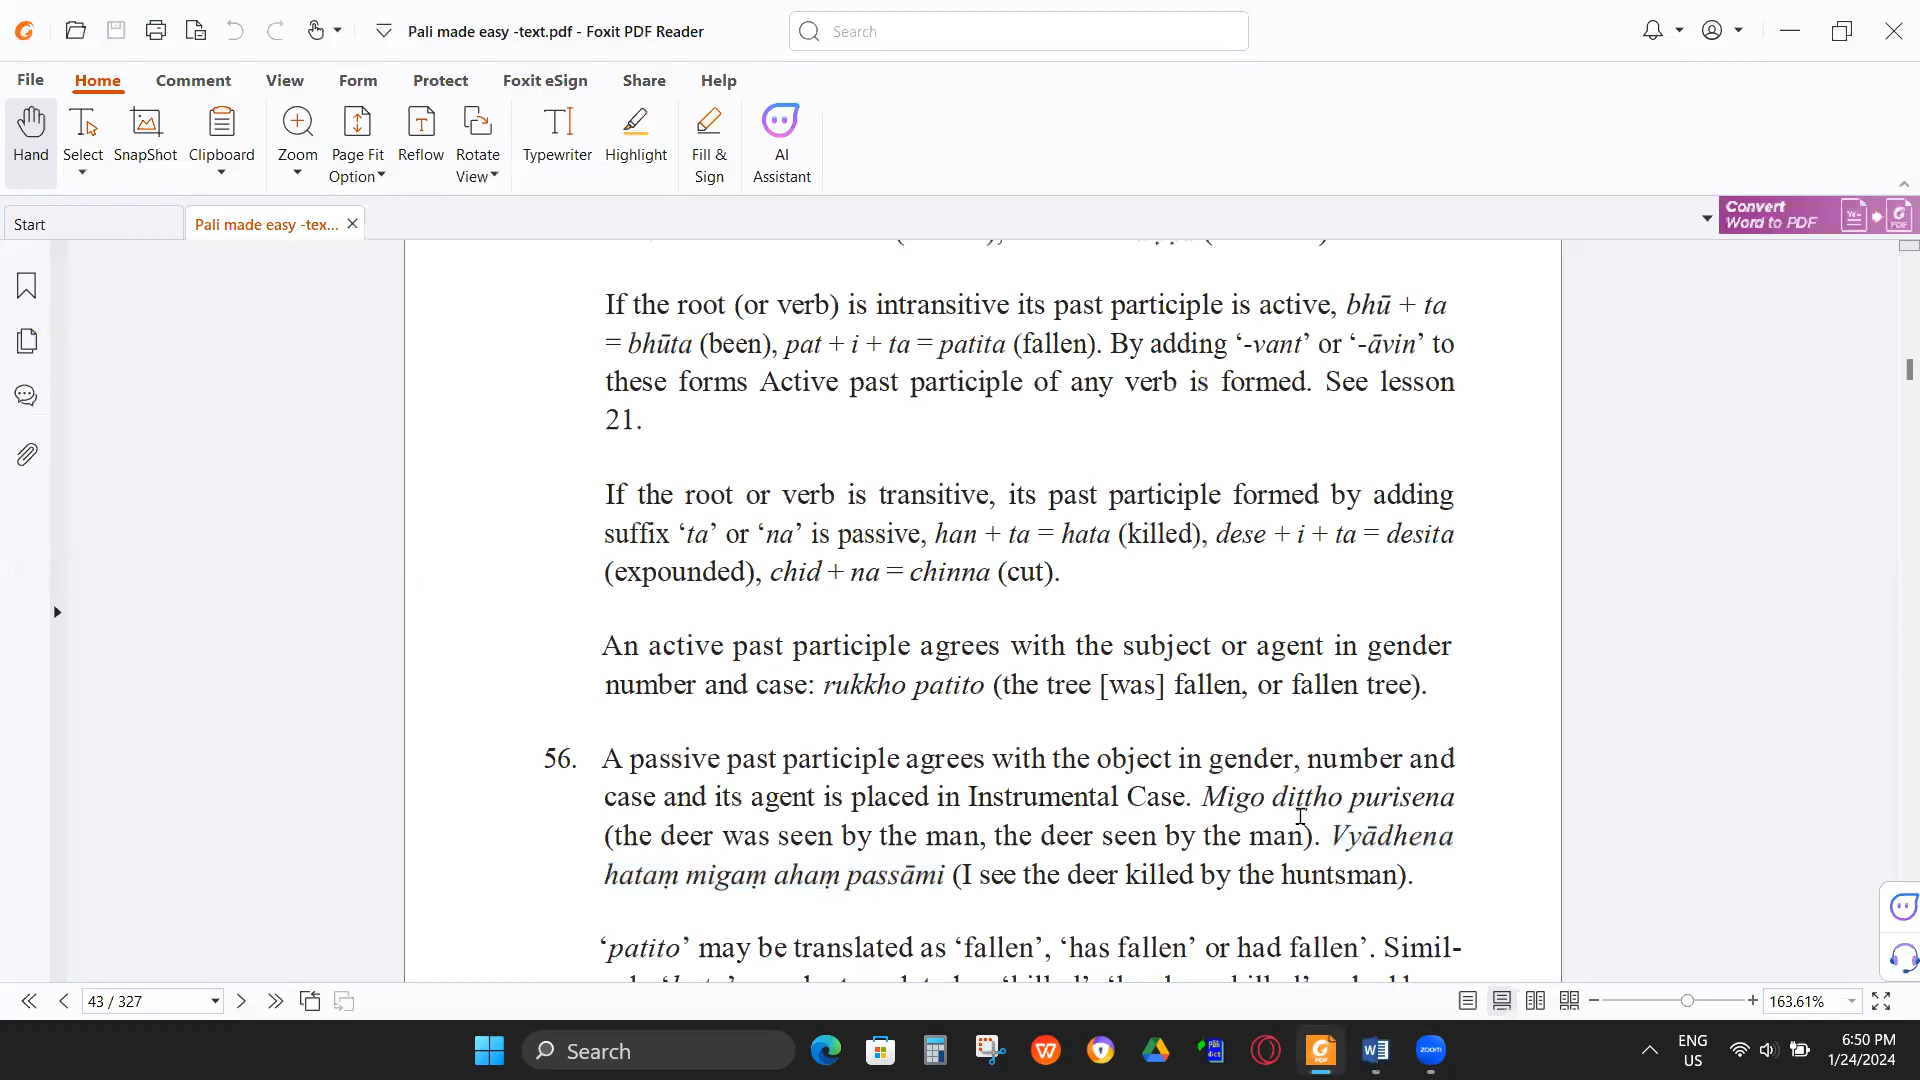 Pali made easy -text.pdf - Foxit PDF Reader
Search
File Home Comment View Form Protect Foxit eSign Share Help
Hand
Select
SnapShot
Clipboard
Zoom
Page Fit
Option
Reflow
Rotate
View
Typewriter
Highlight
Fill &
Sign
AI
Assistant
Start
Pali made easy -tex...
Convert
Word to PDF
If the root (or verb) is intransitive its past participle is active, bhū + ta
= bhūta (been), pat + i + ta = patita (fallen). By adding ‘-vant’ or ‘-āvin’ to
these forms Active past participle of any verb is formed. See lesson
21.
If the root or verb is transitive, its past participle formed by adding
suffix ‘ta’ or ‘na’ is passive, han + ta = hata (killed), dese + i + ta = desita
(expounded), chid + na = chinna (cut).
An active past participle agrees with the subject or agent in gender
number and case: rukkho patito (the tree [was] fallen, or fallen tree).
56. A passive past participle agrees with the object in gender, number and
case and its agent is placed in Instrumental Case. Migo diṭṭho purisena
(the deer was seen by the man, the deer seen by the man). Vyādhena
hataṃ migaṃ ahaṃ passāmi (I see the deer killed by the huntsman).
‘patito’ may be translated as ‘fallen’, ‘has fallen’ or had fallen’. Simil-
43 / 327
163.61%
Search
ENG
US
6:50 PM
1/24/2024